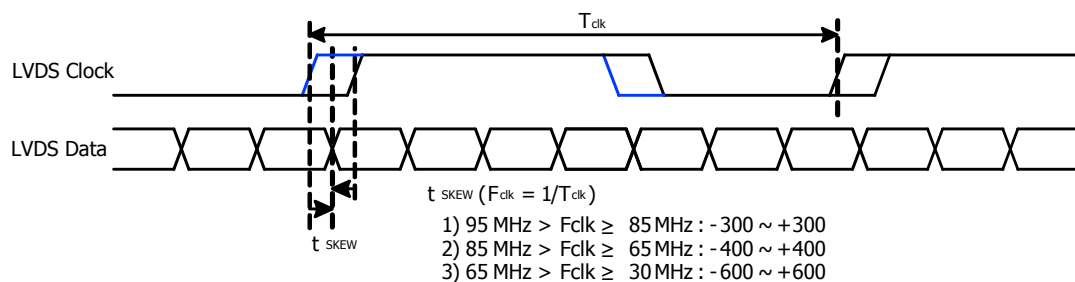 Tclk
LVDS Clock
LVDS Data
t SKEW (Fclk = 1/Tclk)
1) 95 MHz > Fclk ≥ 85 MHz : -300 ~ +300
t SKEW
2) 85 MHz > Fclk ≥ 65 MHz : -400 ~ +400
3) 65 MHz > Fclk ≥ 30 MHz : -600 ~ +600